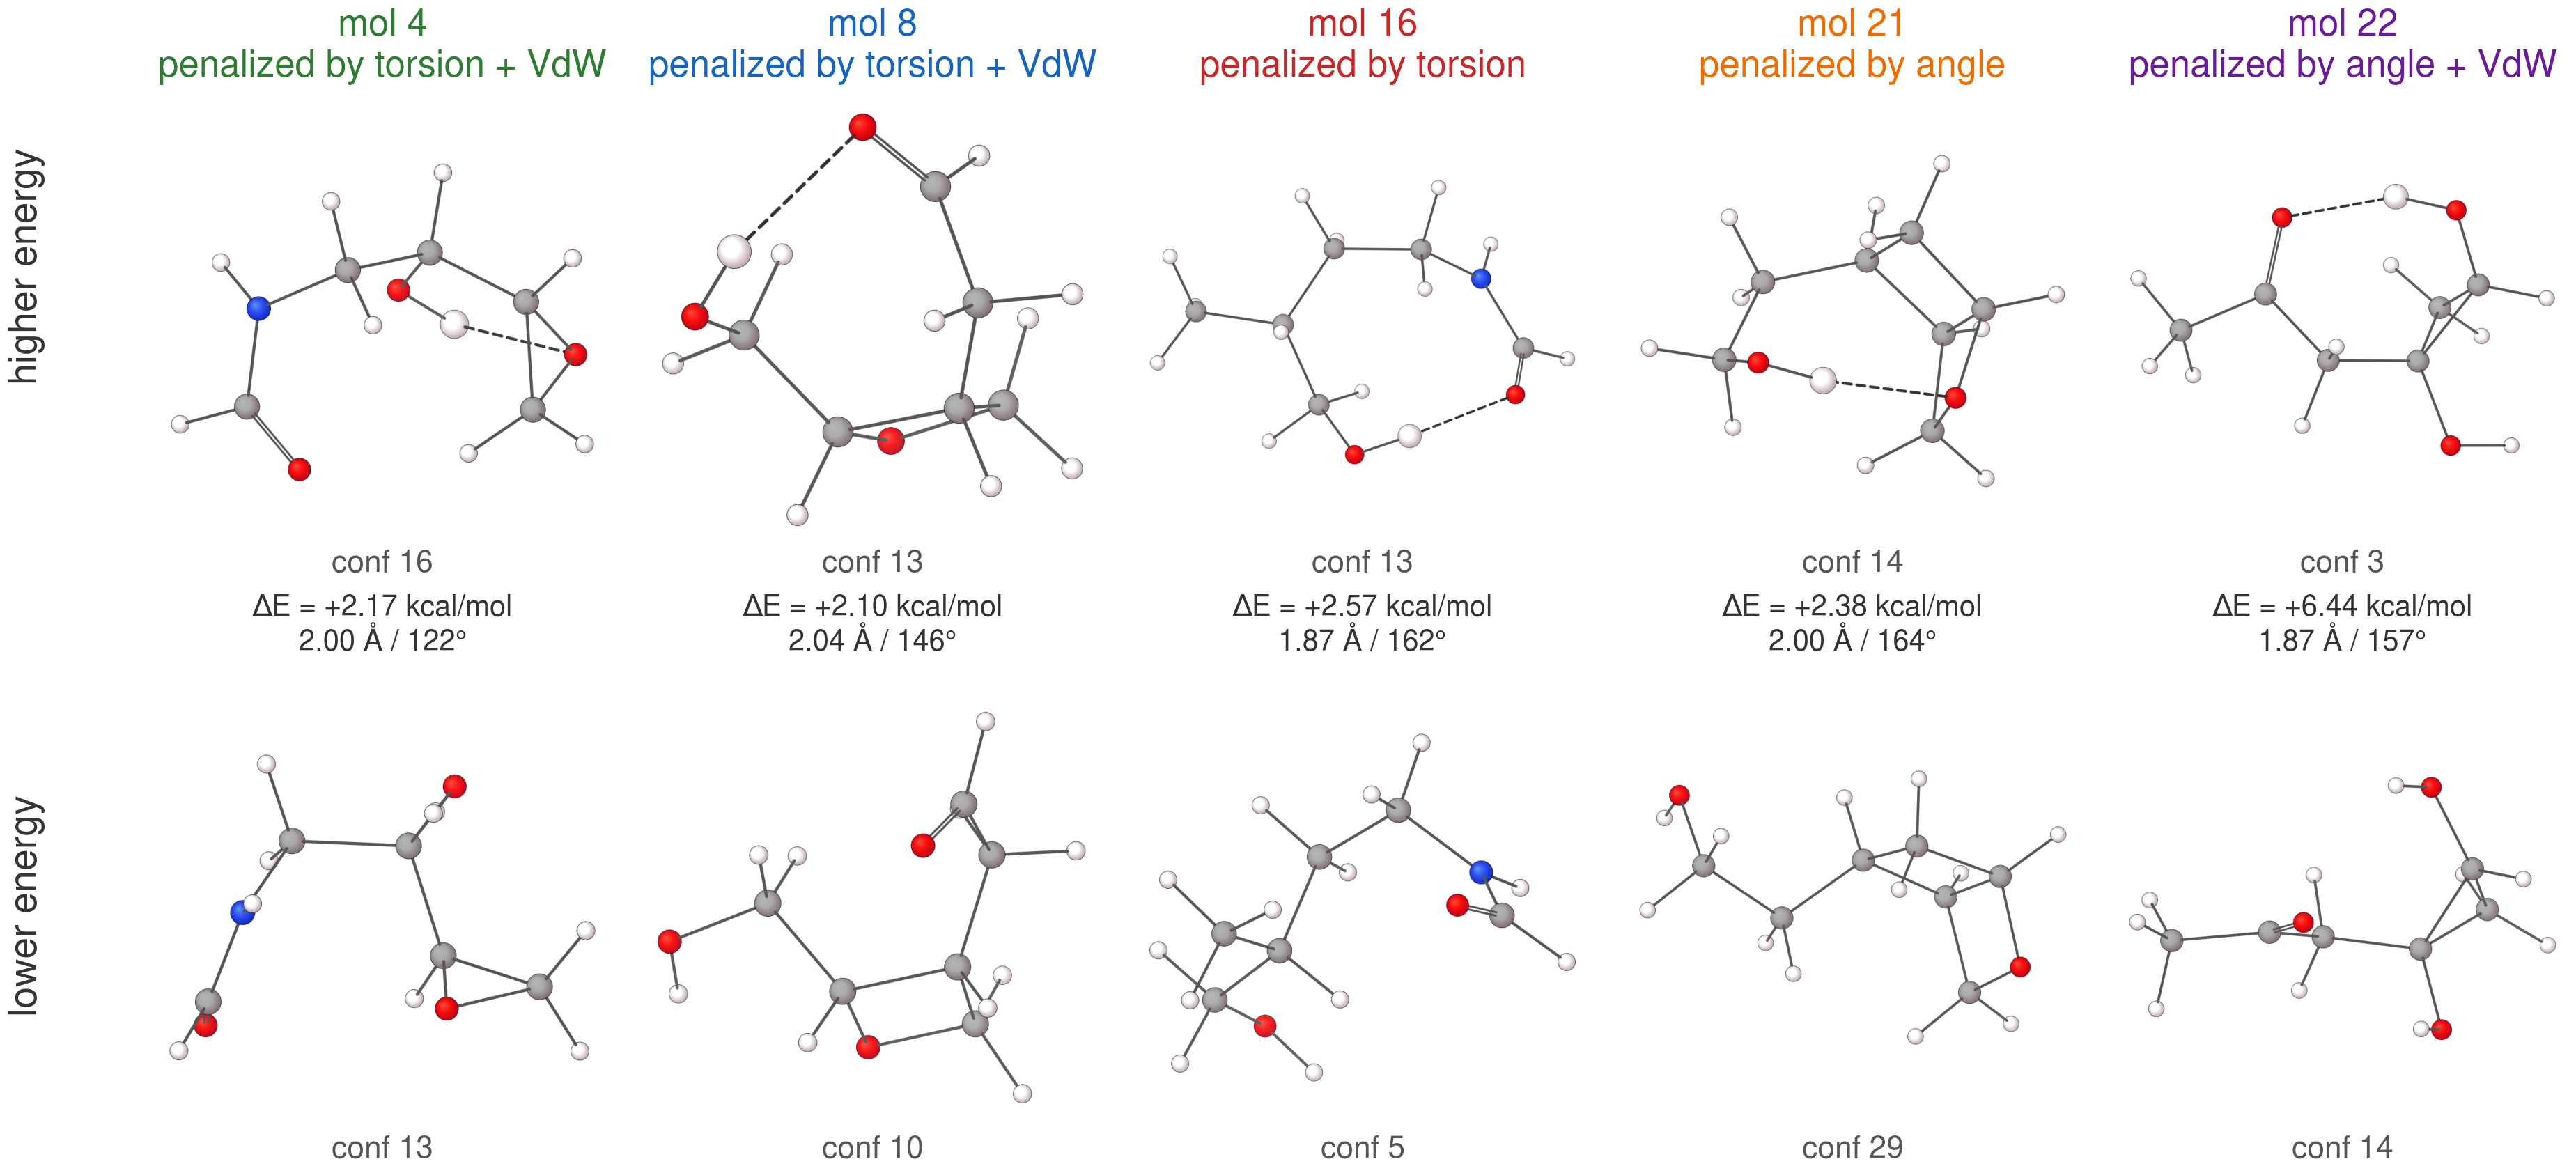 mol 4
penalized by torsion + VdW
mol 8
penalized by torsion + VdW
mol 16
penalized by torsion
mol 21
penalized by angle
mol 22
penalized by angle + VdW
higher energy
conf 16
ΔE = +2.17 kcal/mol
2.00 Å / 122°
conf 13
ΔE = +2.10 kcal/mol
2.04 Å / 146°
conf 13
ΔE = +2.57 kcal/mol
1.87 Å / 162°
conf 14
ΔE = +2.38 kcal/mol
2.00 Å / 164°
conf 3
ΔE = +6.44 kcal/mol
1.87 Å / 157°
lower energy
conf 13
conf 10
conf 5
conf 29
conf 14